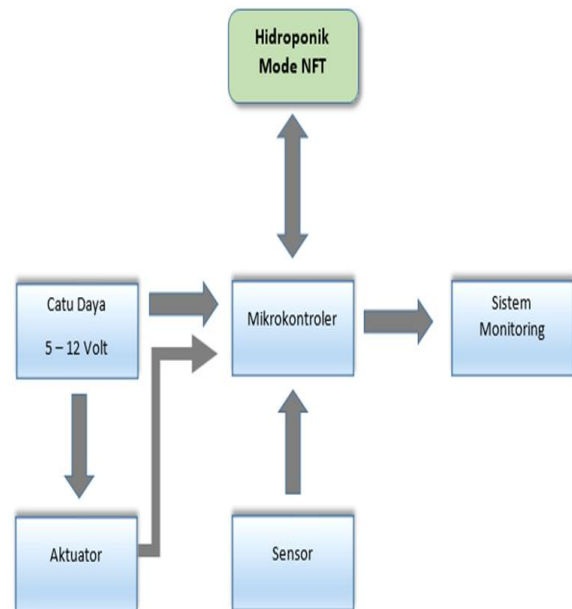 Hidroponik
Mode NFT
Catu Daya
5 – 12 Volt
Mikrokontroler
Sistem
Monitoring
Aktuator
Sensor